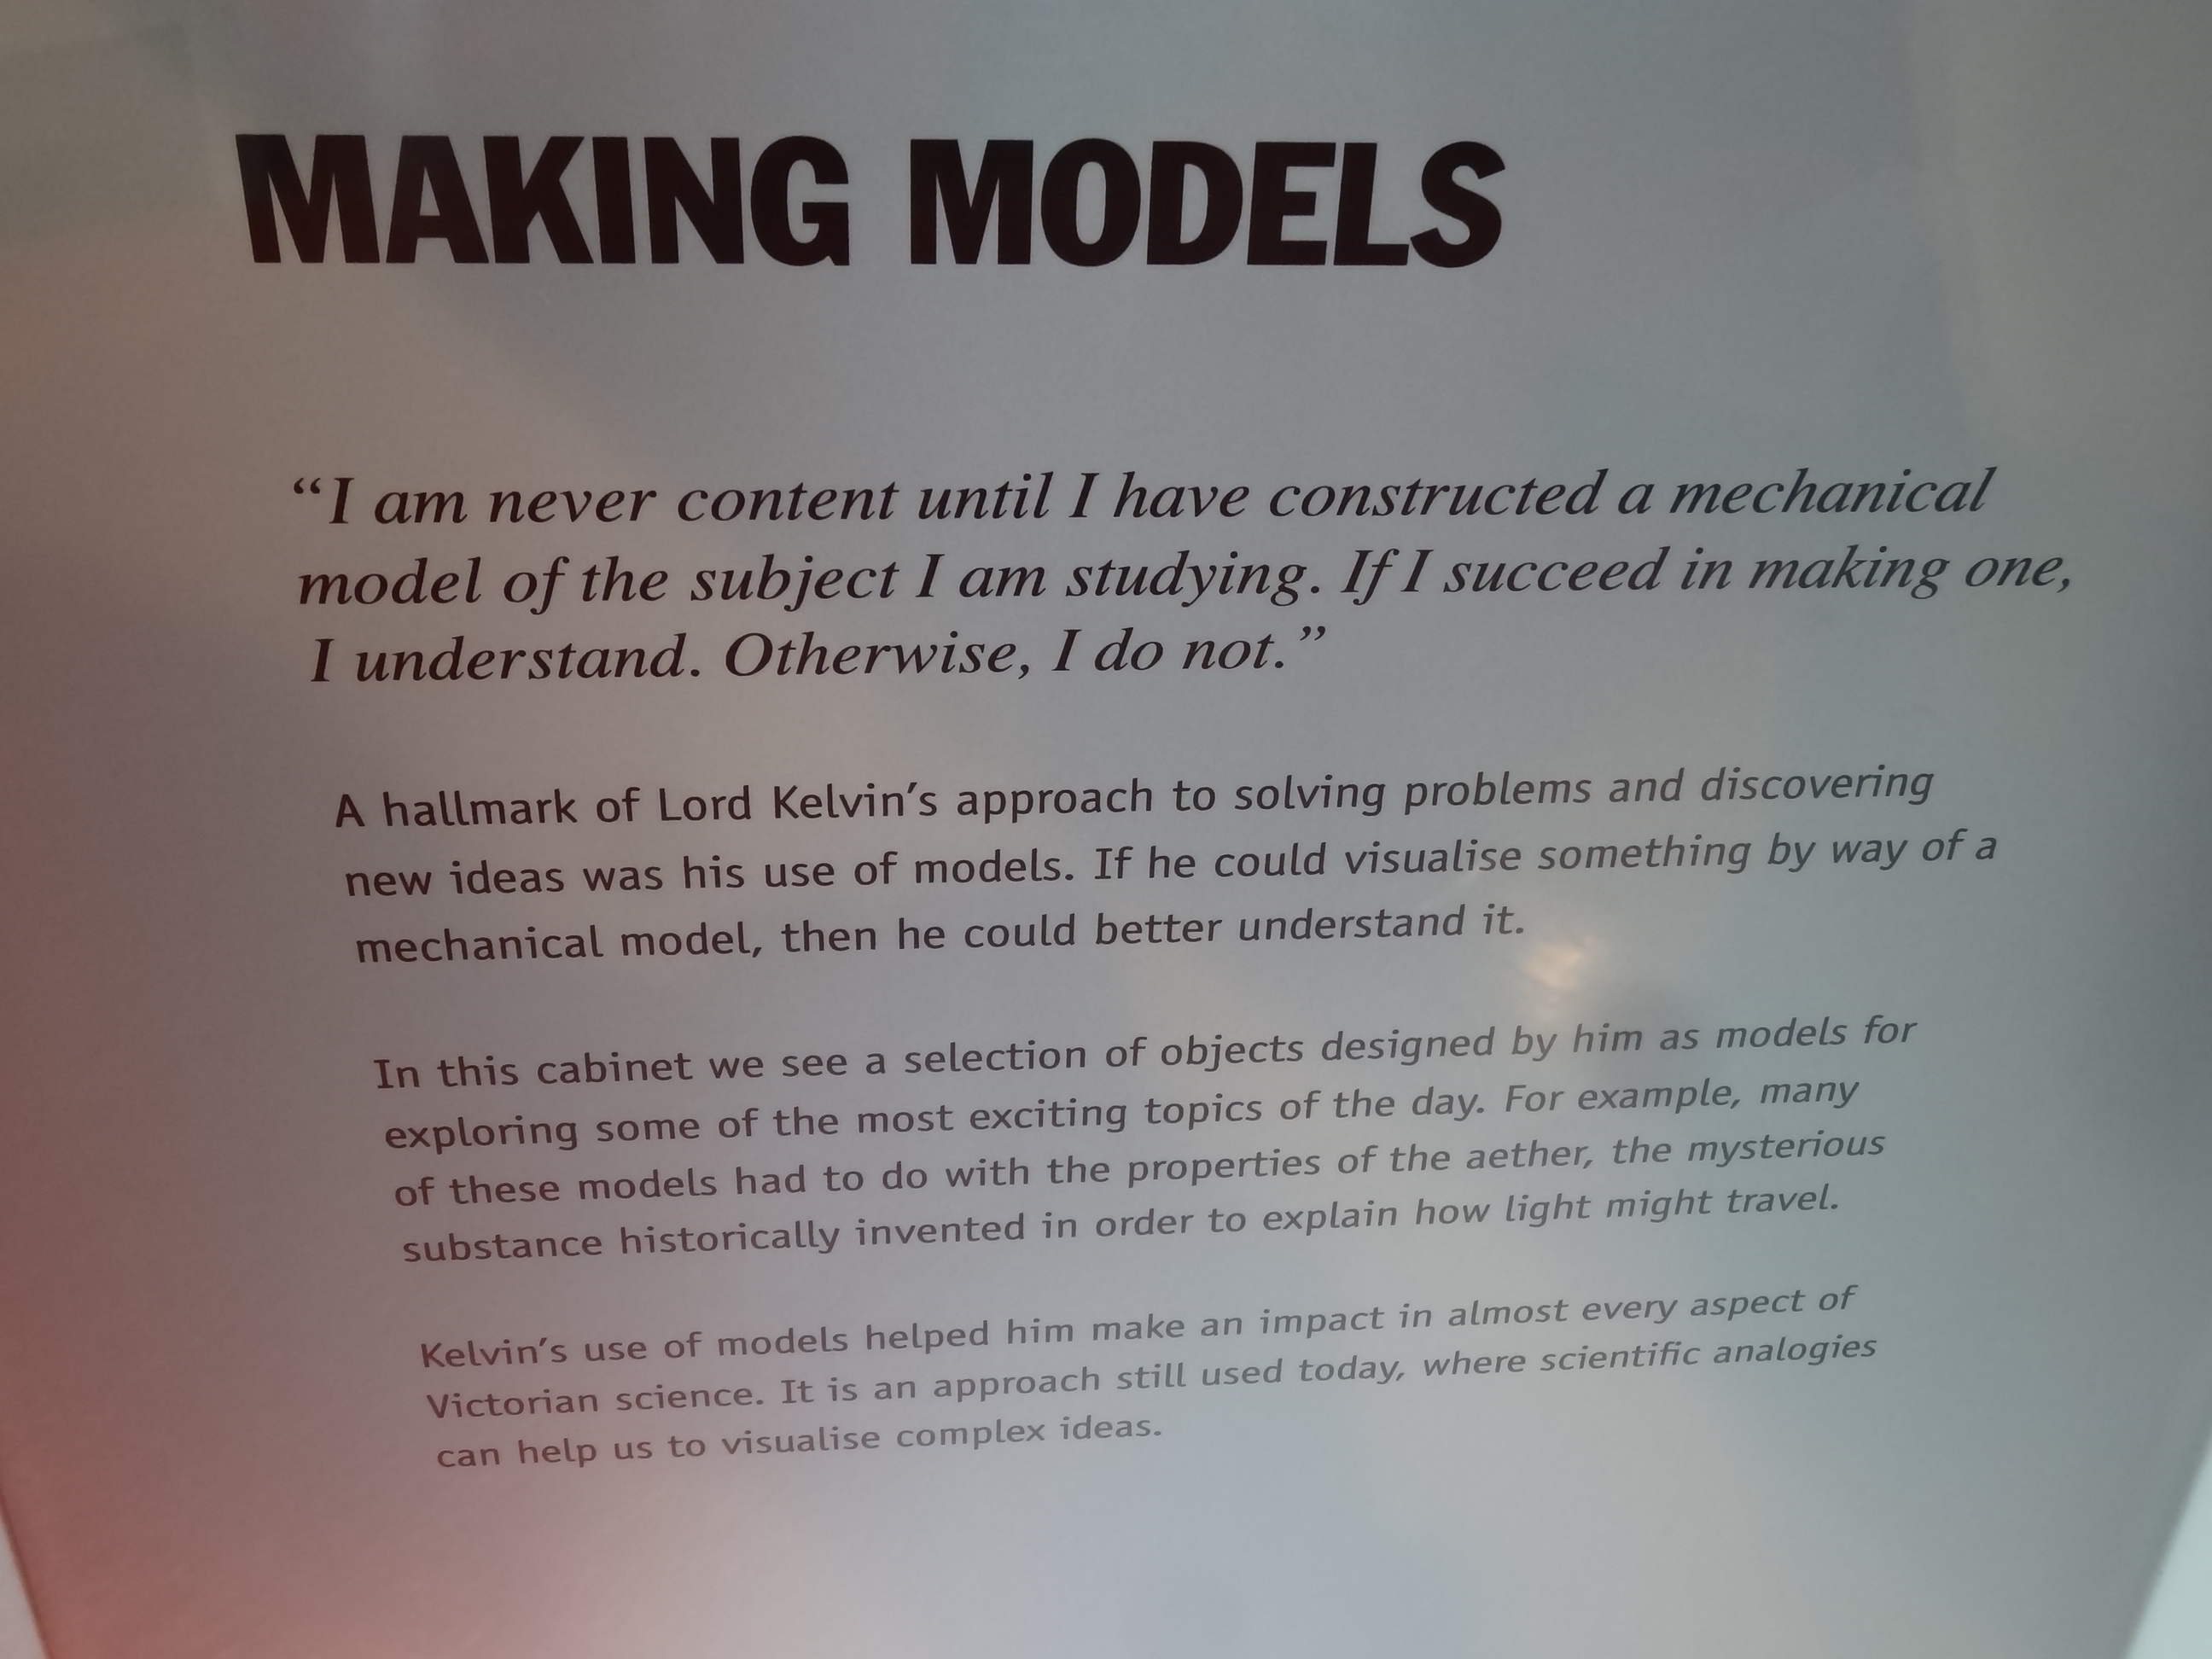 MAKING MODELS
“I am never content until I have constructed a mechanical
model of the subject I am studying. If I succeed in making one,
I understand. Otherwise, I do not.”
A hallmark of Lord Kelvin’s approach to solving problems and discovering
new ideas was his use of models. If he could visualise something by way of a
mechanical model, then he could better understand it.
In this cabinet we see a selection of objects designed by him as models for
exploring some of the most exciting topics of the day. For example, many
of these models had to do with the properties of the aether, the mysterious
substance historically invented in order to explain how light might travel.
Kelvin’s use of models helped him make an impact in almost every aspect of
Victorian science. It is an approach still used today, where scientific analogies
can help us to visualise complex ideas.